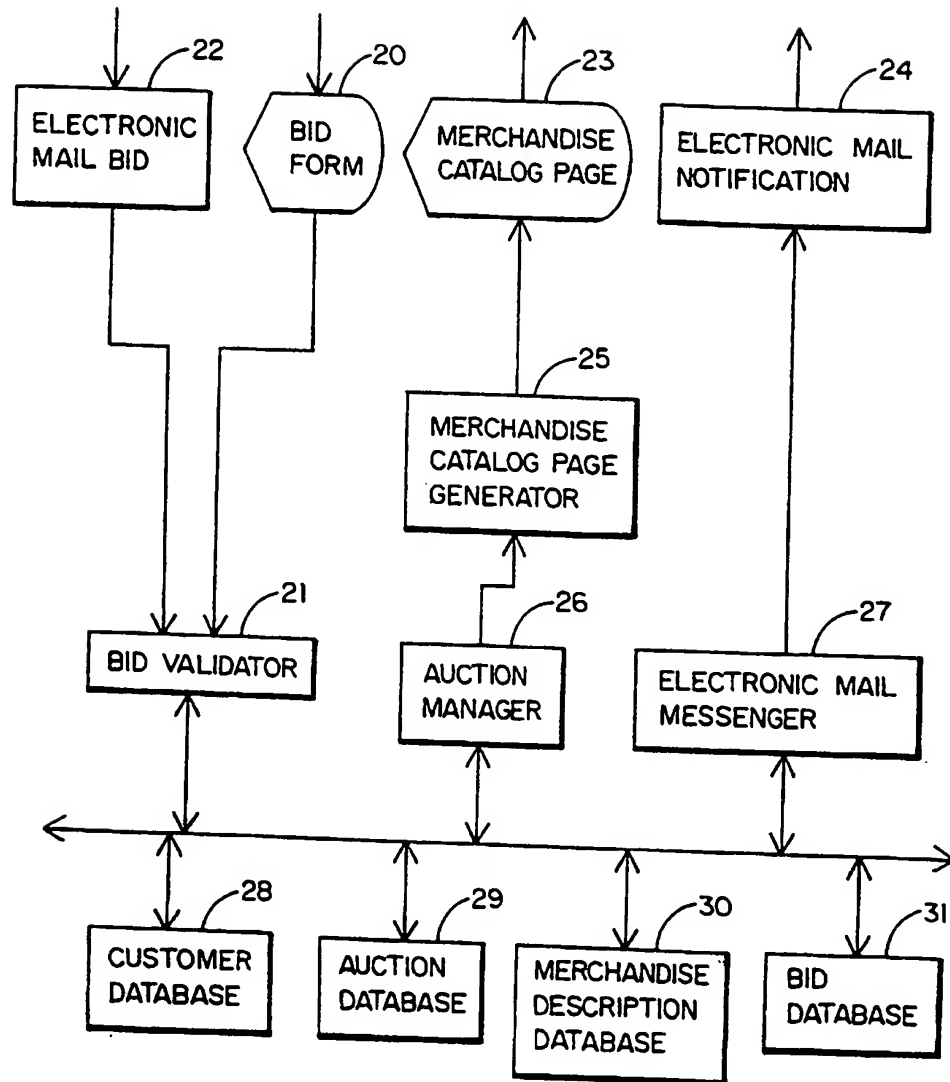 22
ELECTRONIC
MAIL BID
20
BID
FORM
23
MERCHANDISE
CATALOG PAGE
24
ELECTRONIC MAIL
NOTIFICATION
25
MERCHANDISE
CATALOG PAGE
GENERATOR
21
BID VALIDATOR
26
AUCTION
MANAGER
27
ELECTRONIC MAIL
MESSENGER
28
CUSTOMER
DATABASE
29
AUCTION
DATABASE
30
MERCHANDISE
DESCRIPTION
DATABASE
31
BID
DATABASE